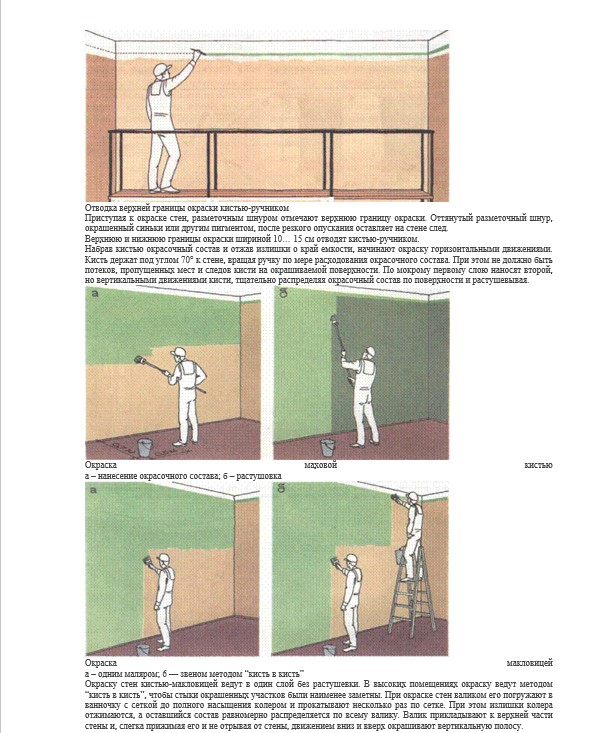 Отводка верхней границы окраски кистью-ручником
Приступая к окраске стен, разметочным шнуром отмечают верхнюю границу окраски. Оттянутый разметочный шнур,
окрашенный синьки или другим пигментом, после резкого опускания оставляет на стене след.
Верхнюю и нижнюю границы окраски шириной 10… 15 см отводят кистью-ручником.
Набрав кистью окрасочный состав и отжав излишки о край емкости, начинают окраску горизонтальными движениями.
Кисть держат под углом 70° к стене, вращая ручку по мере расходования окрасочного состава. При этом не должно быть
потеков, пропущенных мест и следов кисти на окрашиваемой поверхности. По мокрому первому слою наносят второй,
но вертикальными движениями кисти, тщательно распределяя окрасочный состав по поверхности и растушевывая.
а б
Окраска маховой кистью
а – нанесение окрасочного состава; б – растушовка
а б
Окраска макловицей
а – одним маляром; б — звеном методом “кисть в кисть”
Окраску стен кистью-макловицей ведут в один слой без растушевки. В высоких помещениях окраску ведут методом
“кисть в кисть”, чтобы стыки окрашенных участков были наименее заметны. При окраске стен валиком его погружают в
ванночку с сеткой до полного насыщения колером и прокатывают несколько раз по сетке. При этом излишки колера
отжимаются, а оставшийся состав равномерно распределяется по всему валику. Валик прикладывают к верхней части
стены и, слегка прижимая его и не отрывая от стены, движением вниз и вверх окрашивают вертикальную полосу.